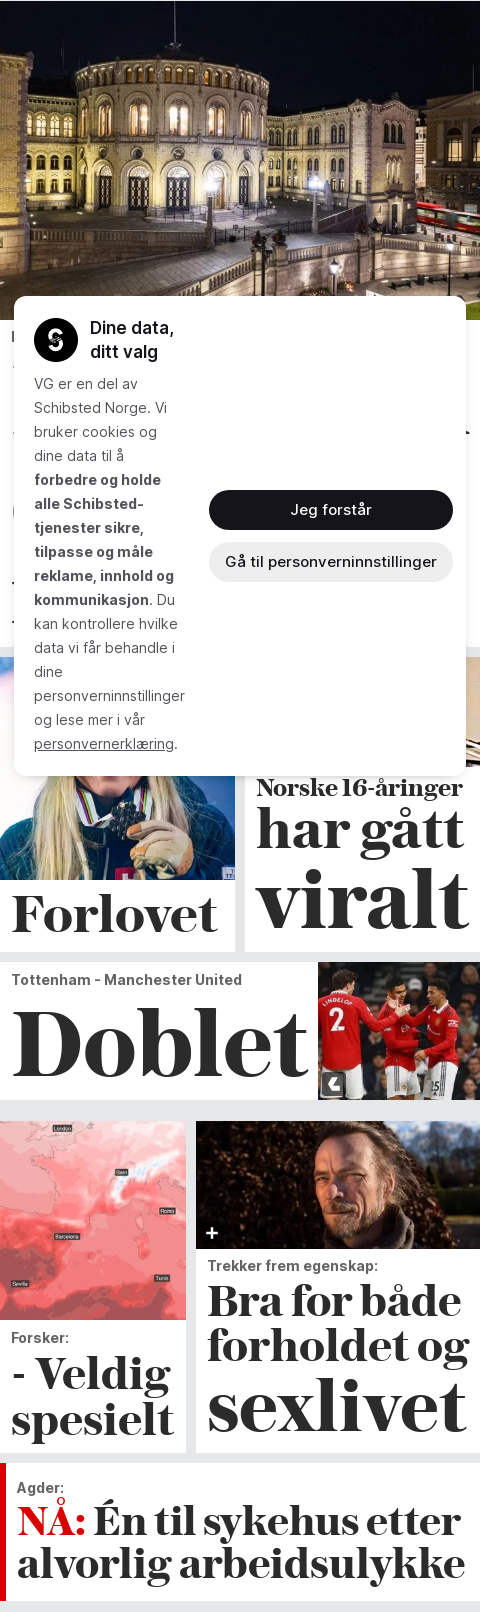 Dine data,
ditt valg
VG er en del av
Schibsted Norge. Vi
bruker cookies og
dine data til å
forbedre og holde
alle Schibsted-
tjenester sikre,
tilpasse og måle
reklame, innhold og
kommunikasjon. Du
kan kontrollere hvilke
data vi får behandle i
dine
personverninnstillinger
og lese mer i vår
personvernerklæring.
Jeg forstår
Gå til personverninnstillinger
Forlovet
Norske 16-åringer
har gått
viralt
Tottenham - Manchester United
Doblet
LINDELOF
2
25
London
Bern
Roma
Barcelona
Sevilla
Tunis
Forsker:
- Veldig
spesielt
Trekker frem egenskap:
Bra for både
forholdet og
sexlivet
Agder:
NÅ: Én til sykehus etter
alvorlig arbeidsulykke